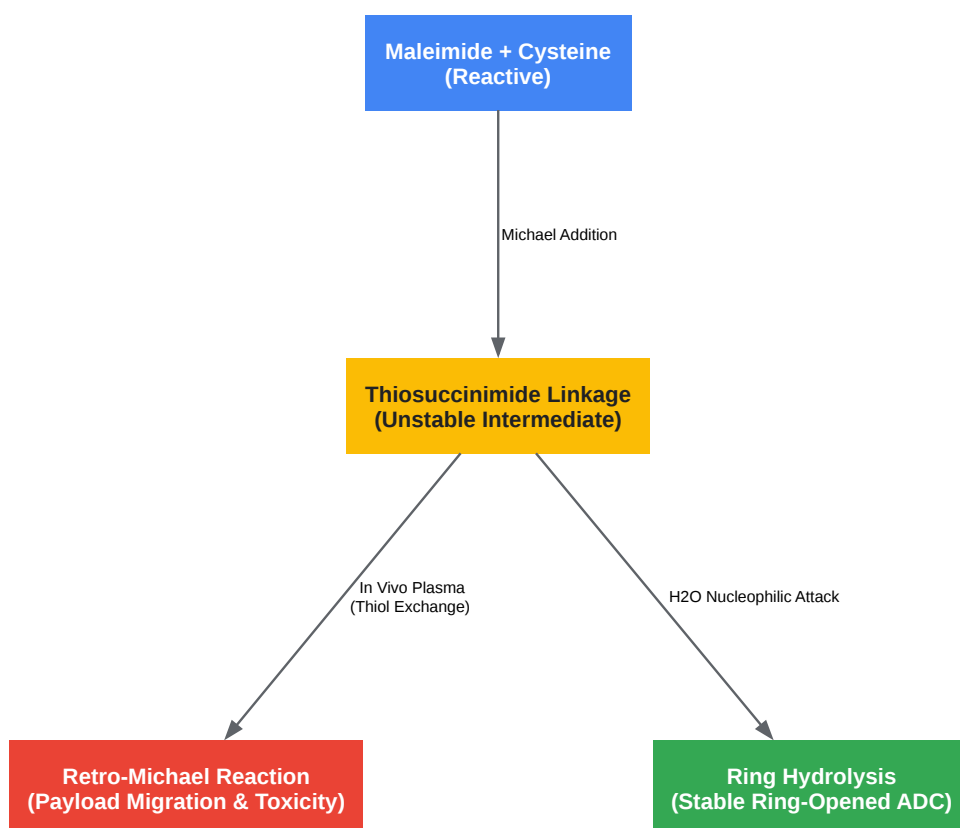 Maleimide + Cysteine
(Reactive)
Michael Addition
Thiosuccinimide Linkage
(Unstable Intermediate)
In Vivo Plasma
(Thiol Exchange)
H2O Nucleophilic Attack
Retro-Michael Reaction
(Payload Migration & Toxicity)
Ring Hydrolysis
(Stable Ring-Opened ADC)